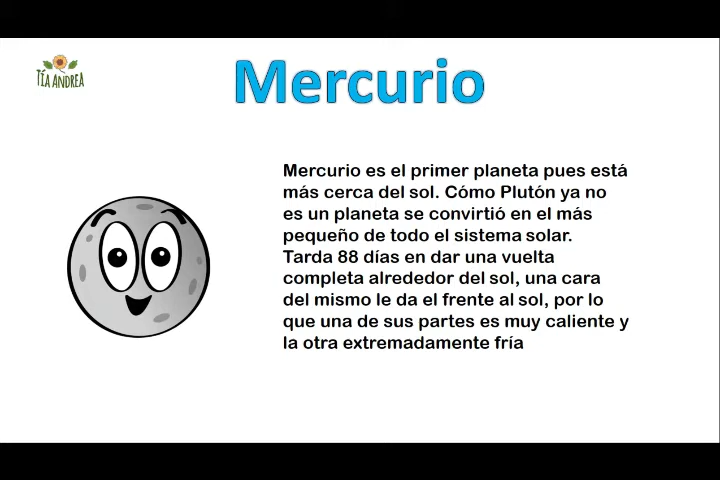 TÍA ANDREA
Mercurio
Mercurio es el primer planeta pues está
más cerca del sol. Cómo Plutón ya no
es un planeta se convirtió en el más
pequeño de todo el sistema solar.
Tarda 88 días en dar una vuelta
completa alrededor del sol, una cara
del mismo le da el frente al sol, por lo
que una de sus partes es muy caliente y
la otra extremadamente fría